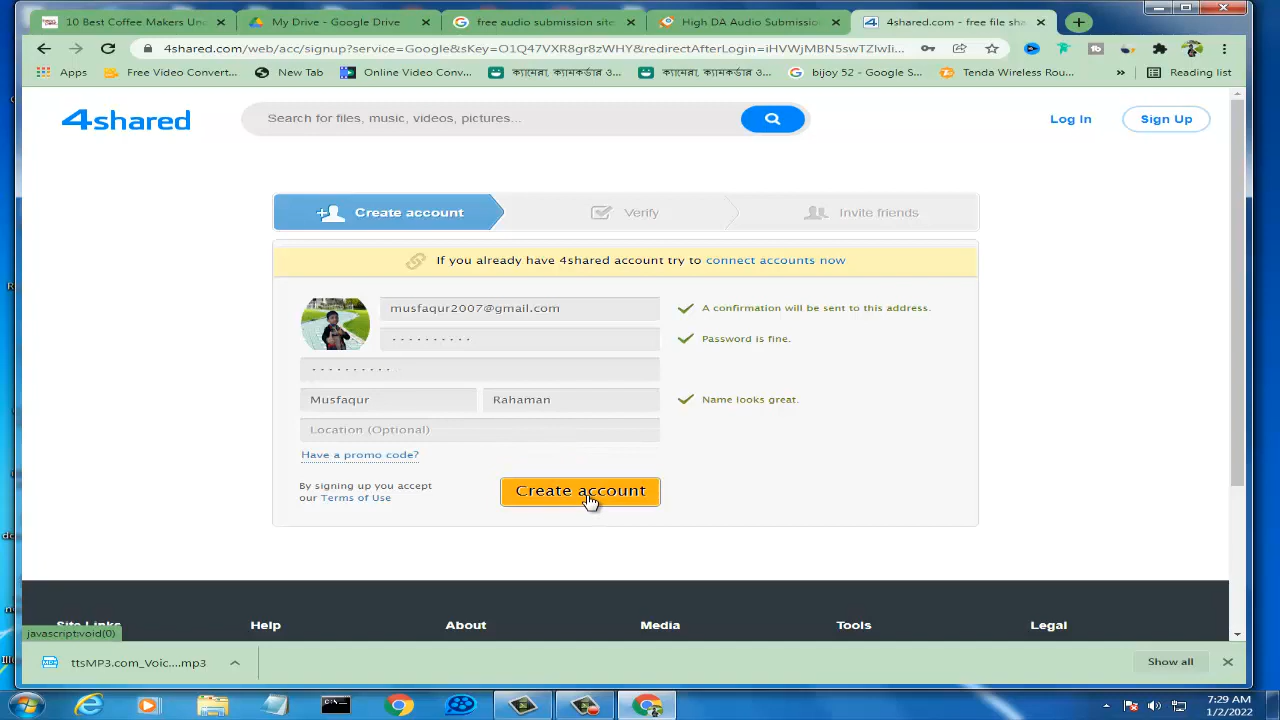 10 Best Coffee Makers Und
My Drive - Google Drive
free audio submission site
High DA Audio Submission
4shared.com - free file sha
4shared.com/web/acc/signup?service=Google&sKey=O1Q47VXR8gr8zWHY&redirectAfterLogin=iHVWjMBN5swTZlwIi...
Apps
Free Video Convert...
New Tab
Online Video Conv...
ক্যানেরা, ক্যানকর্ডার ও...
ক্যানেরা, ক্যানকর্ডার ও...
bijoy 52 - Google S...
Tenda Wireless Rou...
»
Reading list
4shared
Search for files, music, videos, pictures...
Log In
Sign Up
Create account
Verify
Invite friends
If you already have 4shared account try to connect accounts now
musfaqur2007@gmail.com
A confirmation will be sent to this address.
Password is fine.
Musfaqur
Rahaman
Name looks great.
Location (Optional)
Have a promo code?
By signing up you accept
our Terms of Use
Create account
Site Links
Help
About
Media
Tools
Legal
javascript:void(0)
ttsMP3.com_Voic....mp3
Show all
7:29 AM
1/2/2022